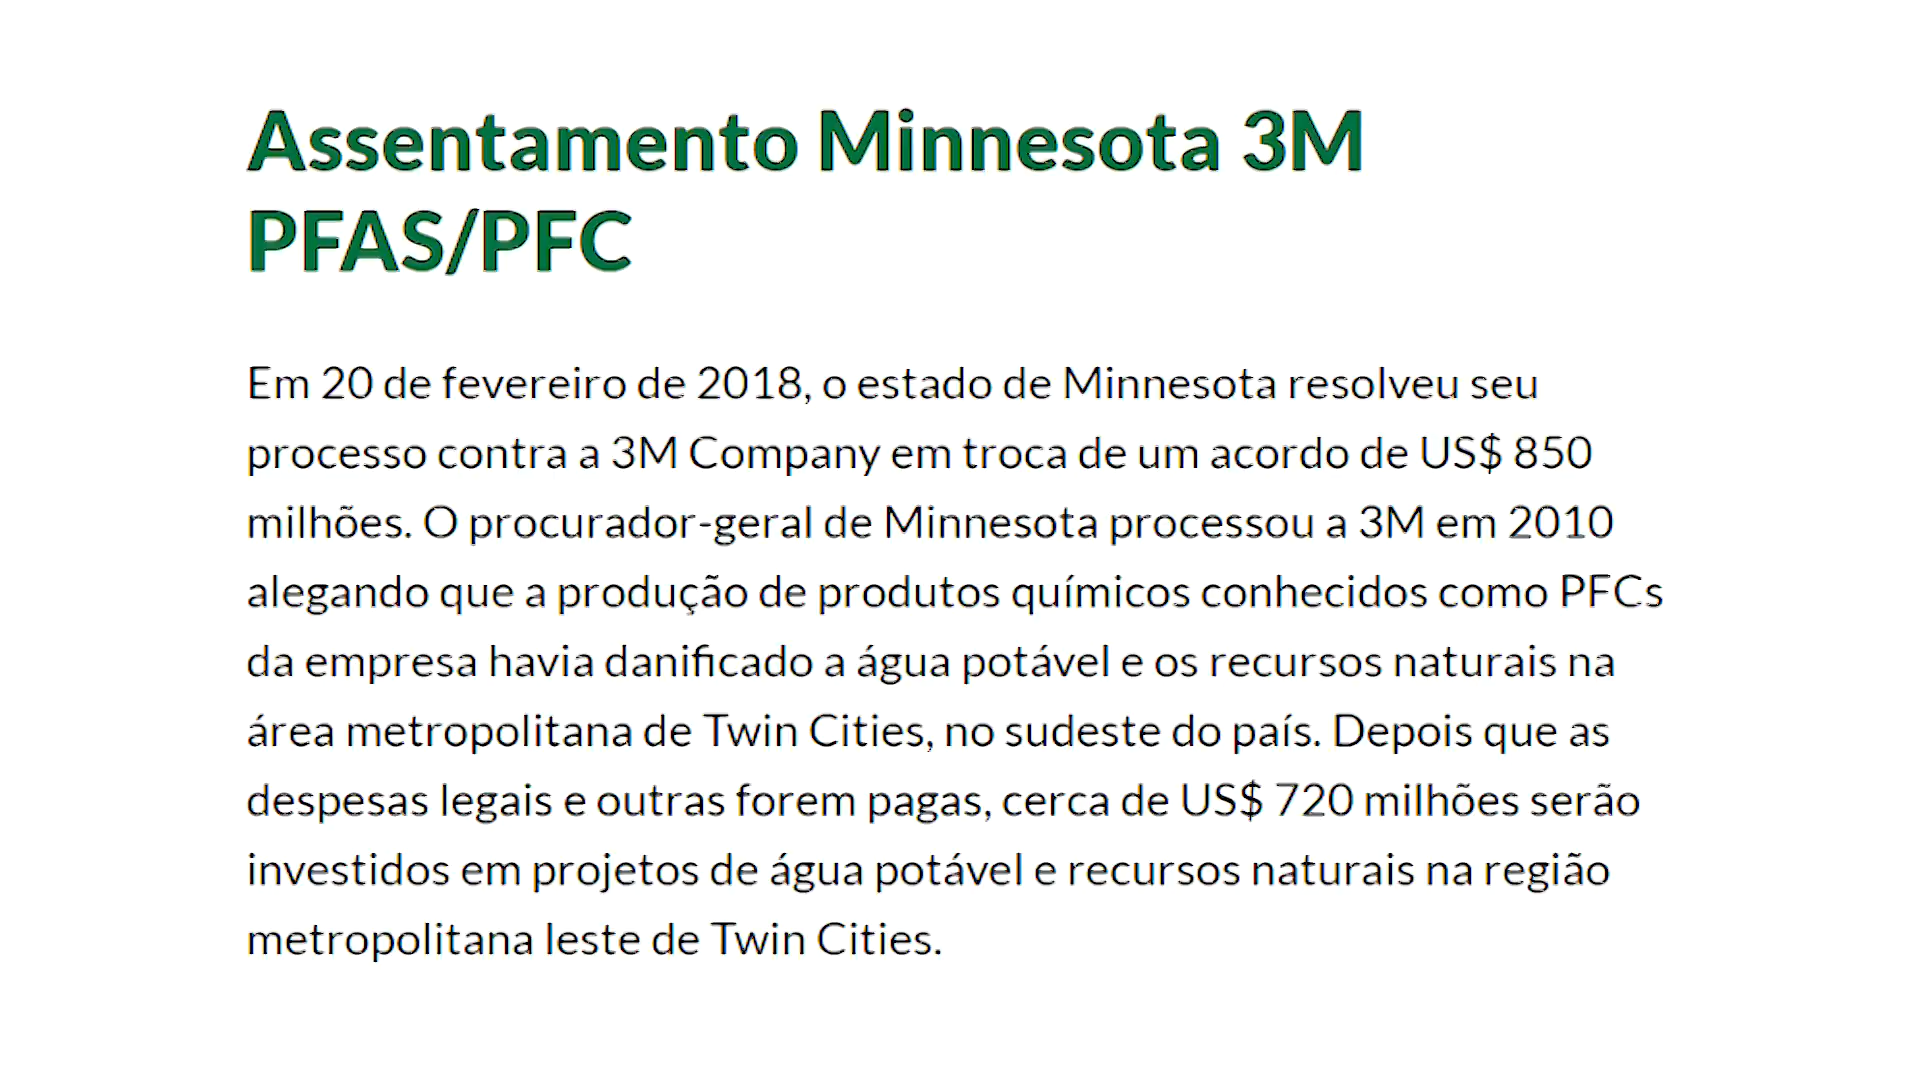 Assentamento Minnesota 3M
PFAS/PFC
Em 20 de fevereiro de 2018, o estado de Minnesota resolveu seu
processo contra a 3M Company em troca de um acordo de US$ 850
milhões. O procurador-geral de Minnesota processou a 3M em 2010
alegando que a produção de produtos químicos conhecidos como PFCs
da empresa havia danificado a água potável e os recursos naturais na
área metropolitana de Twin Cities, no sudeste do país. Depois que as
despesas legais e outras forem pagas, cerca de US$ 720 milhões serão
investidos em projetos de água potável e recursos naturais na região
metropolitana leste de Twin Cities.